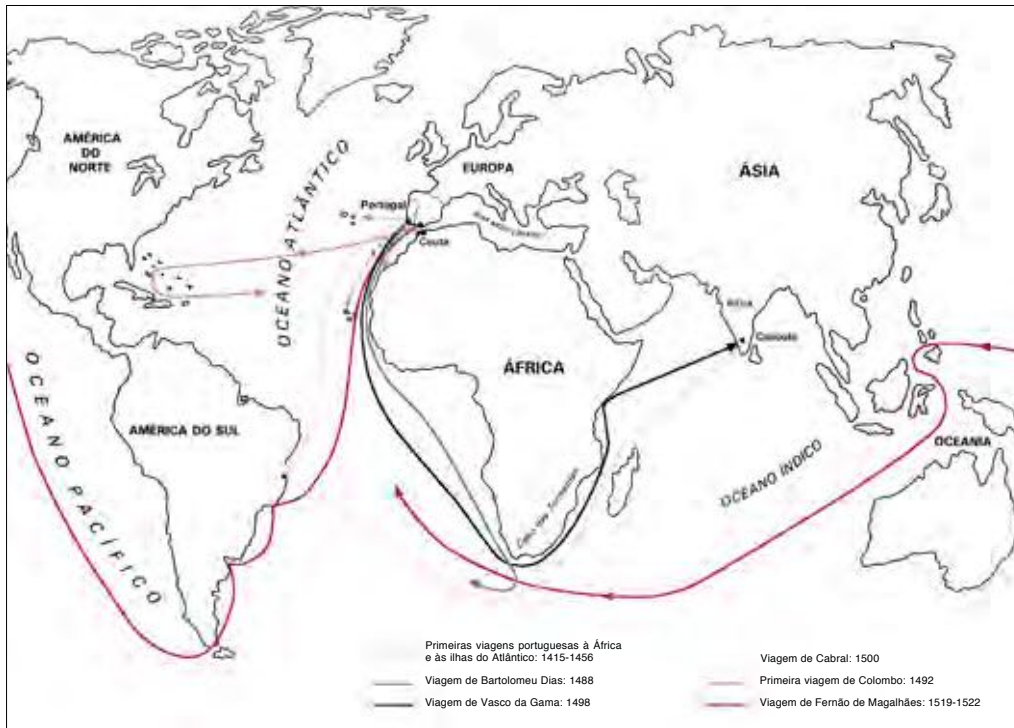 AMÉRICA
DO
NORTE
OCEANO ATLÂNTICO
EUROPA
ÁSIA
Portugal
Ceuta
ÁFRICA
Calicute
OCEANO PACÍFICO
AMÉRICA DO SUL
OCEANO ÍNDICO
OCEANIA
Primeiras viagens portuguesas à África
e às ilhas do Atlântico: 1415-1456
Viagem de Bartolomeu Dias: 1488
Viagem de Vasco da Gama: 1498
Viagem de Cabral: 1500
Primeira viagem de Colombo: 1492
Viagem de Fernão de Magalhães: 1519-1522